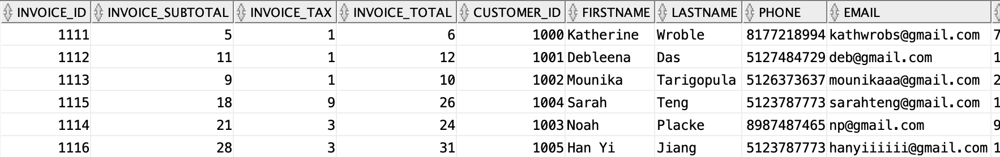 INVOICE_ID INVOICE_SUBTOTAL INVOICE_TAX INVOICE_TOTAL CUSTOMER_ID FIRSTNAME LASTNAME PHONE EMAIL
1111 5 1 6 1000 Katherine Wroble 8177218994 kathwrobs@gmail.com 7
1112 11 1 12 1001 Debleena Das 5127484729 deb@gmail.com 1
1113 9 1 10 1002 Mounika Tarigopula 5126373637 mounikaaa@gmail.com 2
1115 18 9 26 1004 Sarah Teng 5123787773 sarahteng@gmail.com 1
1114 21 3 24 1003 Noah Placke 8987487465 np@gmail.com 9
1116 28 3 31 1005 Han Yi Jiang 5123787773 hanyiiiiii@gmail.com 1